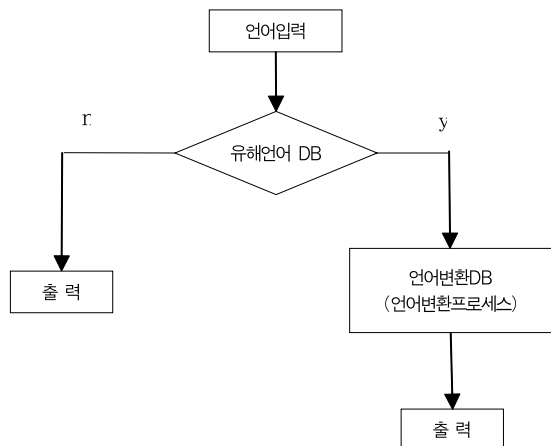 언어입력
r.
y
유해언어 DB
출 력
언어변환DB
(언어변환프로세스)
출 력